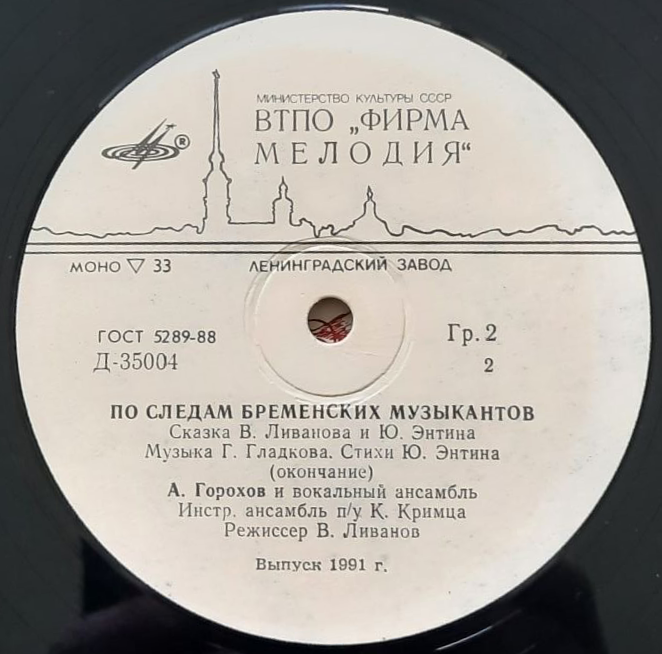 МИНИСТЕРСТВО КУЛЬТУРЫ СССР
ВТПО „ФИРМА
МЕЛОДИЯ“
®
МОНО ▽ 33 ЛЕНИНГРАДСКИЙ ЗАВОД
ГОСТ 5289-88 Гр. 2
Д-35004 2
ПО СЛЕДАМ БРЕМЕНСКИХ МУЗЫКАНТОВ
Сказка В. Ливанова и Ю. Энтина
Музыка Г. Гладкова. Стихи Ю. Энтина
(окончание)
А. Горохов и вокальный ансамбль
Инстр. ансамбль п/у К. Кримца
Режиссер В. Ливанов
Выпуск 1991 г.